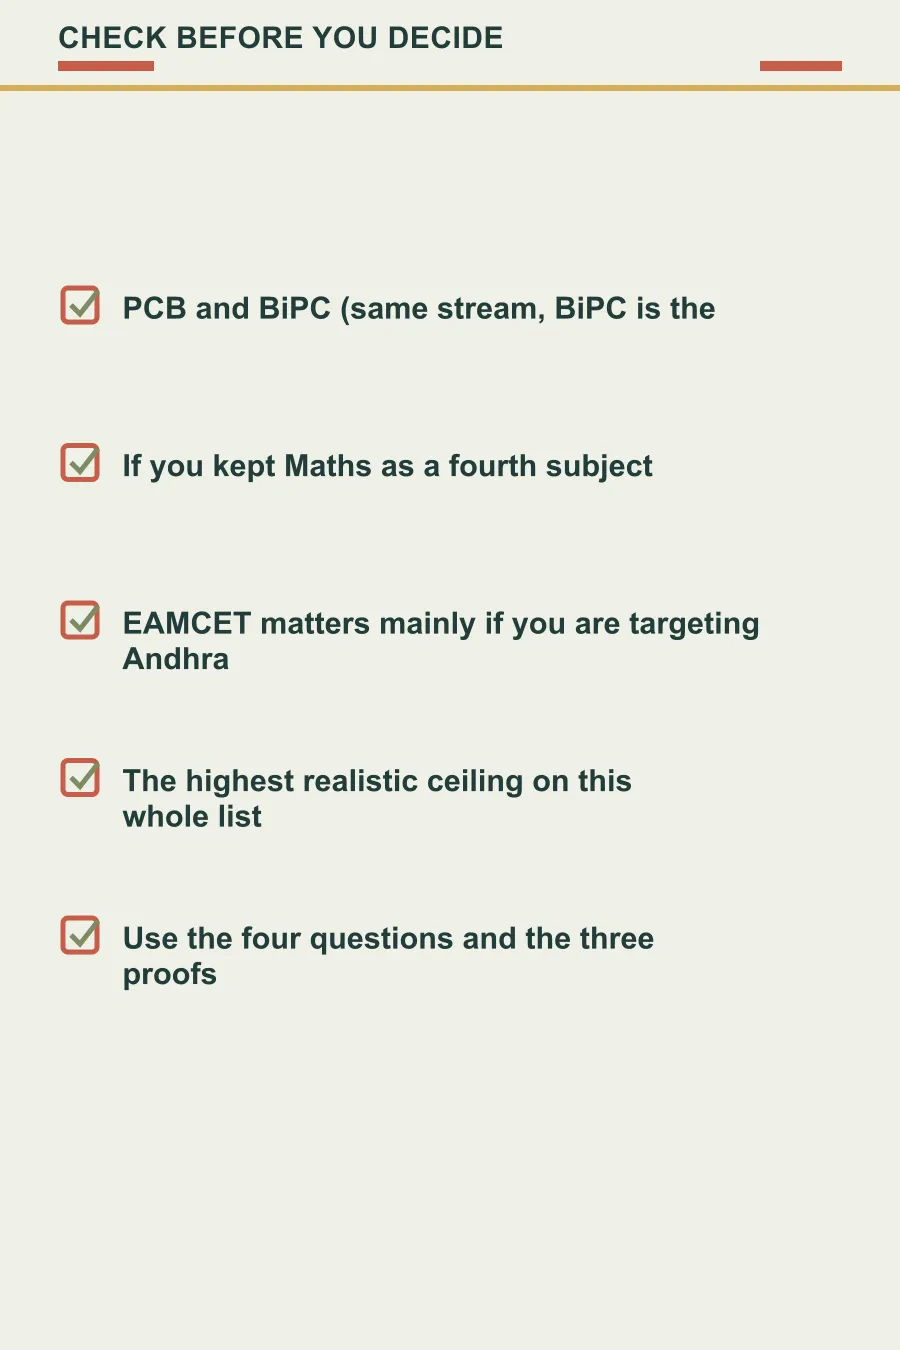 CHECK BEFORE YOU DECIDE
PCB and BiPC (same stream, BiPC is the
If you kept Maths as a fourth subject
EAMCET matters mainly if you are targeting
Andhra
The highest realistic ceiling on this
whole list
Use the four questions and the three
proofs